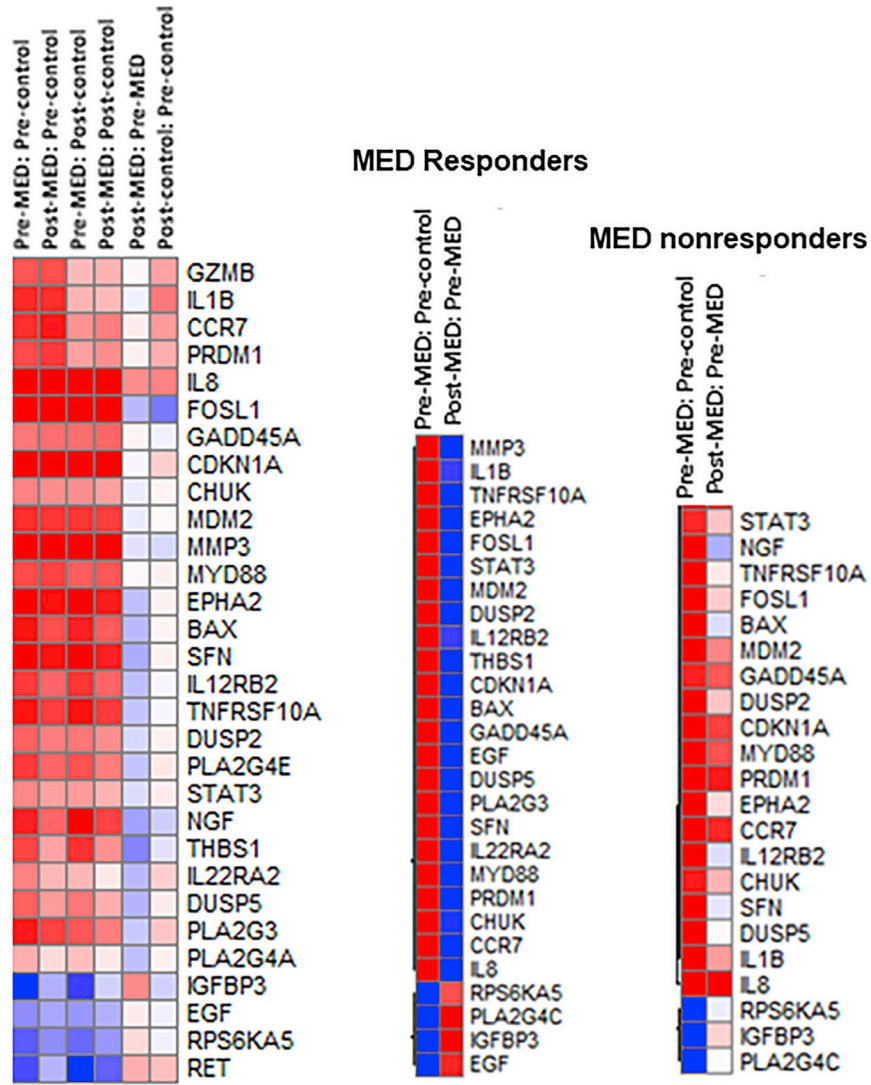 Pre-MED: Pre-control
Post-MED: Pre-control
Pre-MED: Post-control
Post-MED: Post-control
Post-MED: Pre-MED
Post-control: Pre-control
GZMB
IL1B
CCR7
PRDM1
IL8
FOSL1
GADD45A
CDKN1A
CHUK
MDM2
MMP3
MYD88
EPHA2
BAX
SFN
IL12RB2
TNFRSF10A
DUSP2
PLA2G4E
STAT3
NGF
THBS1
IL22RA2
DUSP5
PLA2G3
PLA2G4A
IGFBP3
EGF
RPS6KA5
RET
MED Responders
Pre-MED: Pre-control
Post-MED: Pre-MED
MMP3
IL1B
TNFRSF10A
EPHA2
FOSL1
STAT3
MDM2
DUSP2
IL12RB2
THBS1
CDKN1A
BAX
GADD45A
EGF
DUSP5
PLA2G3
SFN
IL22RA2
MYD88
PRDM1
CHUK
CCR7
IL8
RPS6KA5
PLA2G4C
IGFBP3
EGF
MED nonresponders
Pre-MED: Pre-control
Post-MED: Pre-MED
STAT3
NGF
TNFRSF10A
FOSL1
BAX
MDM2
GADD45A
DUSP2
CDKN1A
MYD88
PRDM1
EPHA2
CCR7
IL12RB2
CHUK
SFN
DUSP5
IL1B
IL8
RPS6KA5
IGFBP3
PLA2G4C